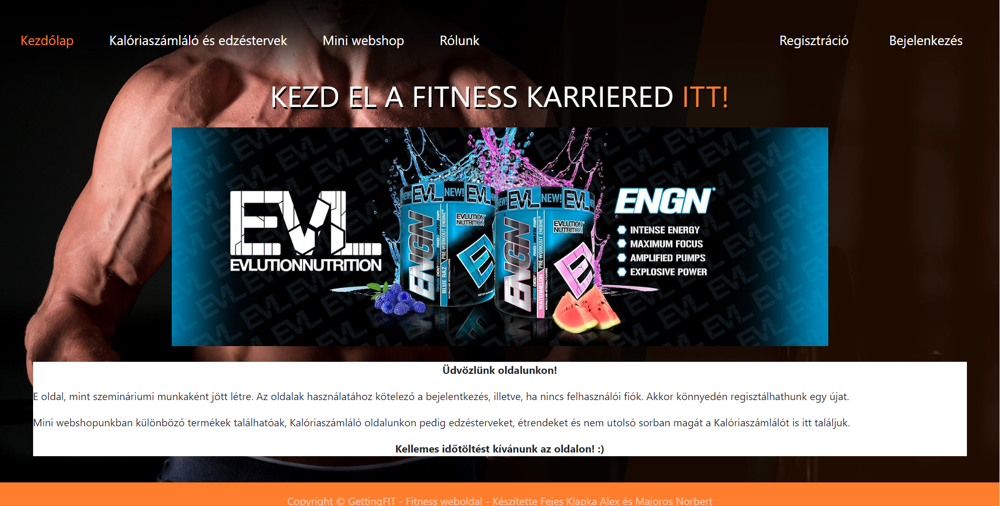 Kezdőlap Kalóriaszámláló és edzéstervek Mini webshop Rólunk Regisztráció Bejelenkezés
KEZD EL A FITNESS KARRIERED ITT!
EVL
EVLUTIONNUTRITION
NEW! EVL NEW! EVL
ENGN
PRE-WORKOUT ENGINE
BLUE RAZ
EVLUTION
NUTRITION
EVL NEW! EVL
ENGN
PRE-WORKOUT ENGINE
WATERMELON
EVLUTION
NUTRITION
ENGN
INTENSE ENERGY
MAXIMUM FOCUS
AMPLIFIED PUMPS
EXPLOSIVE POWER
Üdvözlünk oldalunkon!
E oldal, mint szemináriumi munkaként jött létre. Az oldalak használatához kötelező a bejelentkezés, illetve, ha nincs felhasználói fiók. Akkor könnyedén regisztálhathunk egy újat.
Mini webshopunkban különböző termékek találhatóak, Kalóriaszámláló oldalunkon pedig edzésterveket, étrendeket és nem utolsó sorban magát a Kalóriaszámlálót is itt találjuk.
Kellemes időtöltést kívánunk az oldalon! :)
Copyright © GettingFIT - Fitness weboldal - Készítette Fejes Klapka Alex és Majoros Norbert